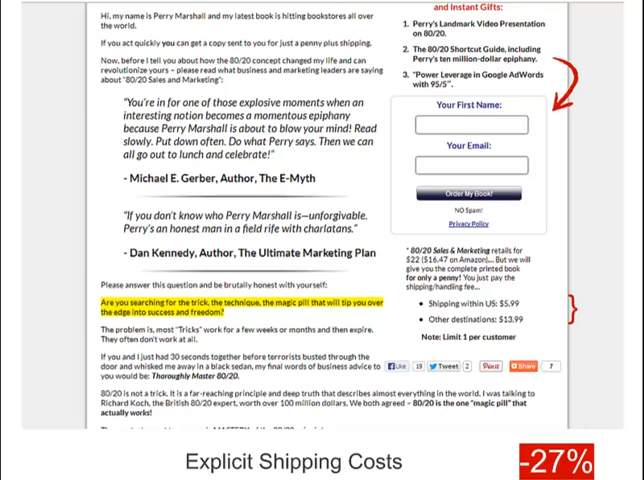 Hi, my name is Perry Marshall and my latest book is hitting bookstores all over
the world.
If you act quickly you can get a copy sent to you for just a penny plus shipping.
Now, before I tell you about how the 80/20 concept changed my life and can
revolutionize yours - please read what business and marketing leaders are saying
about "80/20 Sales and Marketing":
"You're in for one of those explosive moments when an
interesting notion becomes a momentous epiphany
because Perry Marshall is about to blow your mind! Read
slowly. Put down often. Do what Perry says. Then we can
all go out to lunch and celebrate!"
- Michael E. Gerber, Author, The E-Myth
"If you don't know who Perry Marshall is—unforgivable.
Perry's an honest man in a field rife with charlatans."
- Dan Kennedy, Author, The Ultimate Marketing Plan
Please answer this question and be brutally honest with yourself:
Are you searching for the trick, the technique, the magic pill that will tip you over
the edge into success and freedom?
The problem is, most "Tricks" work for a few weeks or months and then expire.
They often don't work at all.
If you and I just had 30 seconds together before terrorists busted through the
door and whisked me away in a black sedan, my final words of business advice to
you would be: Thoroughly Master 80/20.
80/20 is not a trick. It is a far-reaching principle and deep truth that describes almost everything in the world. I was talking to
Richard Koch, the British 80/20 expert, worth over 100 million dollars. We both agreed - 80/20 is the one "magic pill" that
actually works!
and Instant Gifts:
1. Perry's Landmark Video Presentation
on 80/20.
2. The 80/20 Shortcut Guide, including
Perry's ten million-dollar epiphany.
3. "Power Leverage in Google AdWords
with 95/5".
Your First Name:
Your Email:
Order My Book!
NO Spam!
Privacy Policy
* 80/20 Sales & Marketing retails for
$22 ($16.47 on Amazon)... But we will
give you the complete printed book
for only a penny! You just pay the
shipping/handling fee...
• Shipping within US: $5.99
• Other destinations: $13.99
Note: Limit 1 per customer
Like 19 Tweet 2 Pin it Share 7
Explicit Shipping Costs
-27%